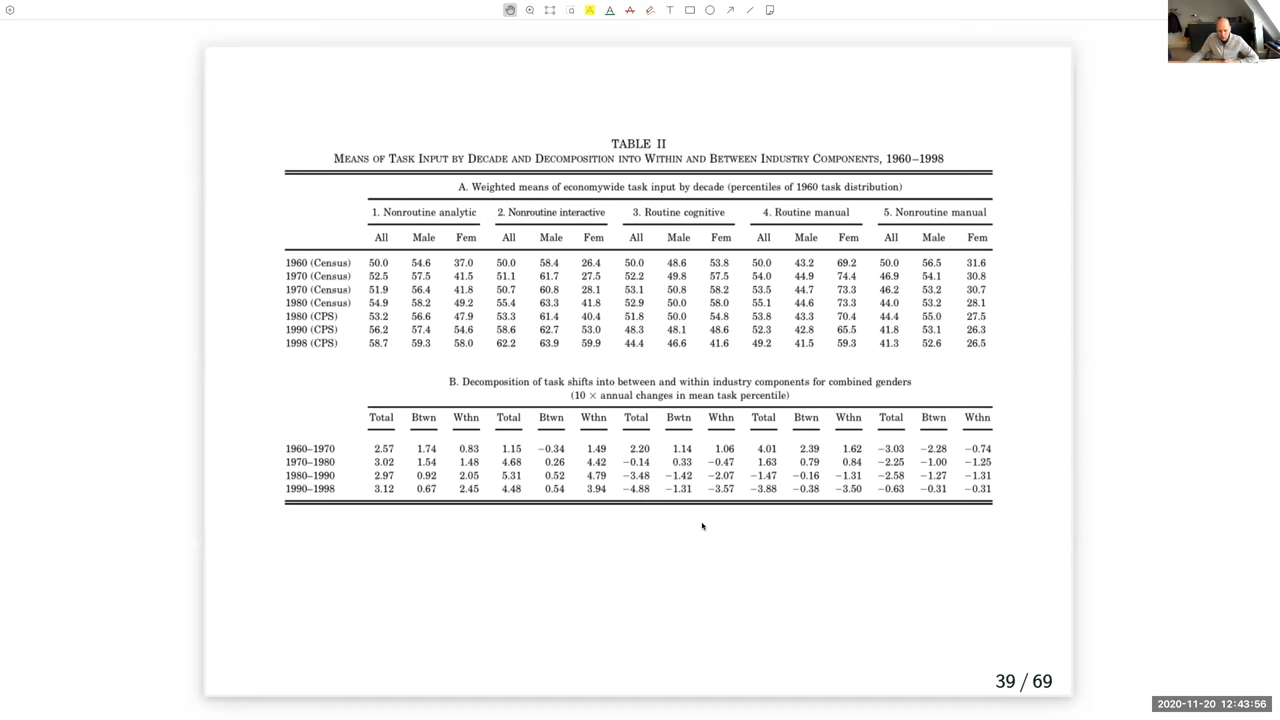 TABLE II
MEANS OF TASK INPUT BY DECADE AND DECOMPOSITION INTO WITHIN AND BETWEEN INDUSTRY COMPONENTS, 1960–1998
A. Weighted means of economywide task input by decade (percentiles of 1960 task distribution)
1. Nonroutine analytic 2. Nonroutine interactive 3. Routine cognitive 4. Routine manual 5. Nonroutine manual
All Male Fem All Male Fem All Male Fem All Male Fem All Male Fem
1960 (Census) 50.0 54.6 37.0 50.0 58.4 26.4 50.0 48.6 53.8 50.0 43.2 69.2 50.0 56.5 31.6
1970 (Census) 52.5 57.5 41.5 51.1 61.7 27.5 52.2 49.8 57.5 54.0 44.9 74.4 46.9 54.1 30.8
1970 (Census) 51.9 56.4 41.8 50.7 60.8 28.1 53.1 50.8 58.2 53.5 44.7 73.3 46.2 53.2 30.7
1980 (Census) 54.9 58.2 49.2 55.4 63.3 41.8 52.9 50.0 58.0 55.1 44.6 73.3 44.0 53.2 28.1
1980 (CPS) 53.2 56.6 47.9 53.3 61.4 40.4 51.8 50.0 54.8 53.8 43.3 70.4 44.4 55.0 27.5
1990 (CPS) 56.2 57.4 54.6 58.6 62.7 53.0 48.3 48.1 48.6 52.3 42.8 65.5 41.8 53.1 26.3
1998 (CPS) 58.7 59.3 58.0 62.2 63.9 59.9 44.4 46.6 41.6 49.2 41.5 59.3 41.3 52.6 26.5
B. Decomposition of task shifts into between and within industry components for combined genders
(10 × annual changes in mean task percentile)
Total Btwn Wthn Total Btwn Wthn Total Bwtn Wthn Total Btwn Wthn Total Btwn Wthn
1960–1970 2.57 1.74 0.83 1.15 −0.34 1.49 2.20 1.14 1.06 4.01 2.39 1.62 −3.03 −2.28 −0.74
1970–1980 3.02 1.54 1.48 4.68 0.26 4.42 −0.14 0.33 −0.47 1.63 0.79 0.84 −2.25 −1.00 −1.25
1980–1990 2.97 0.92 2.05 5.31 0.52 4.79 −3.48 −1.42 −2.07 −1.47 −0.16 −1.31 −2.58 −1.27 −1.31
1990–1998 3.12 0.67 2.45 4.48 0.54 3.94 −4.88 −1.31 −3.57 −3.88 −0.38 −3.50 −0.63 −0.31 −0.31
39 / 69
2020-11-20 12:43:56